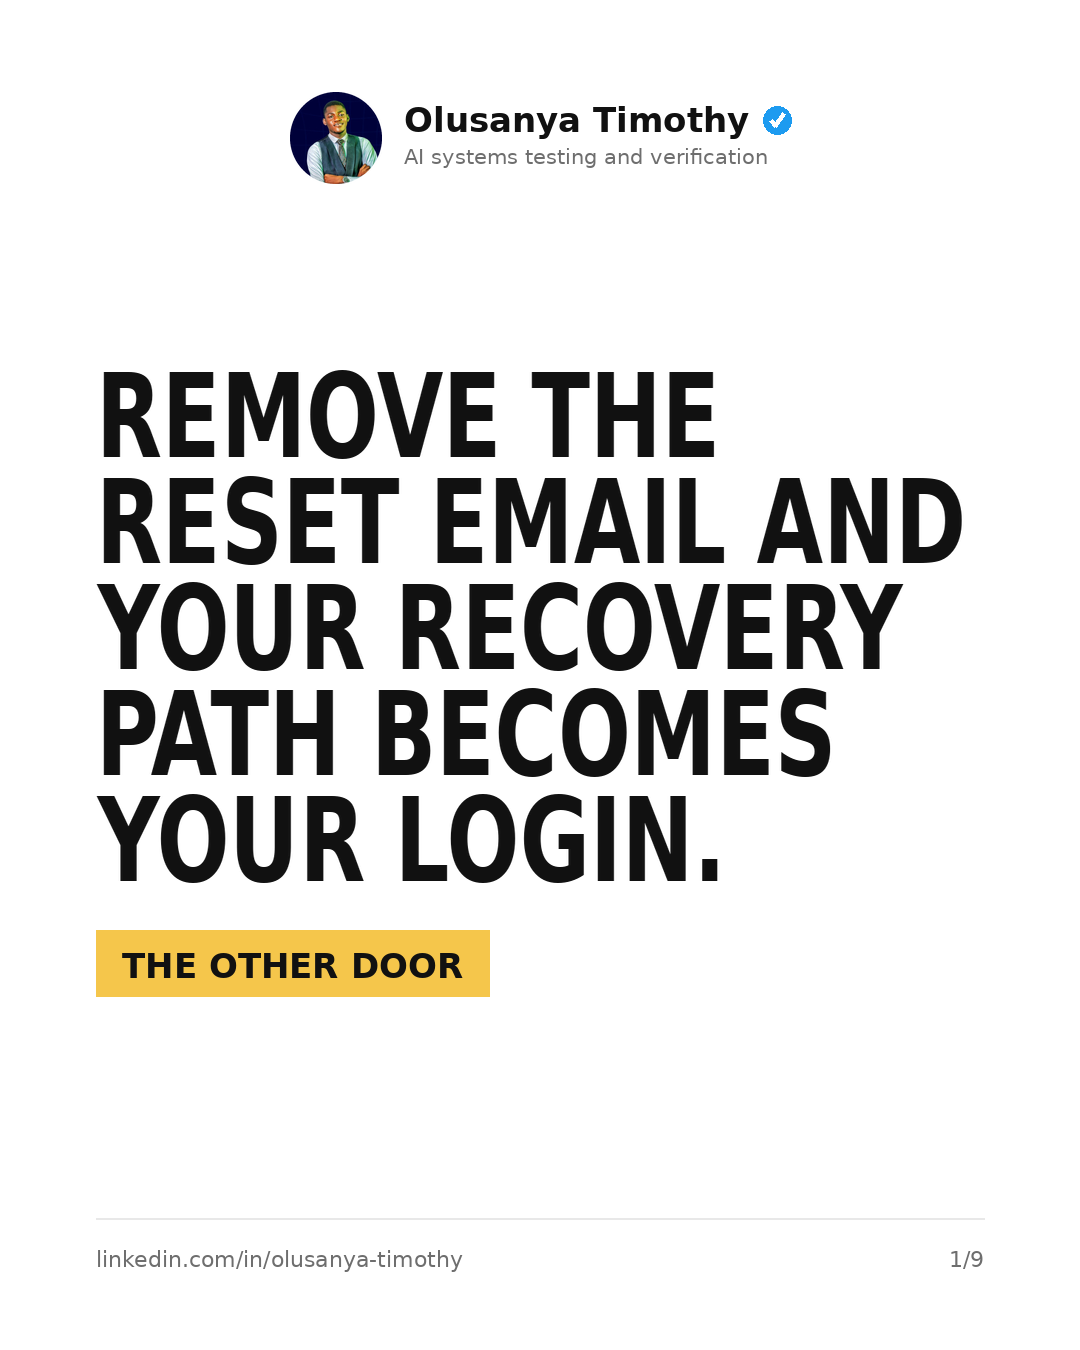 Olusanya Timothy
AI systems testing and verification
REMOVE THE
RESET EMAIL AND
YOUR RECOVERY
PATH BECOMES
YOUR LOGIN.
THE OTHER DOOR
linkedin.com/in/olusanya-timothy
1/9